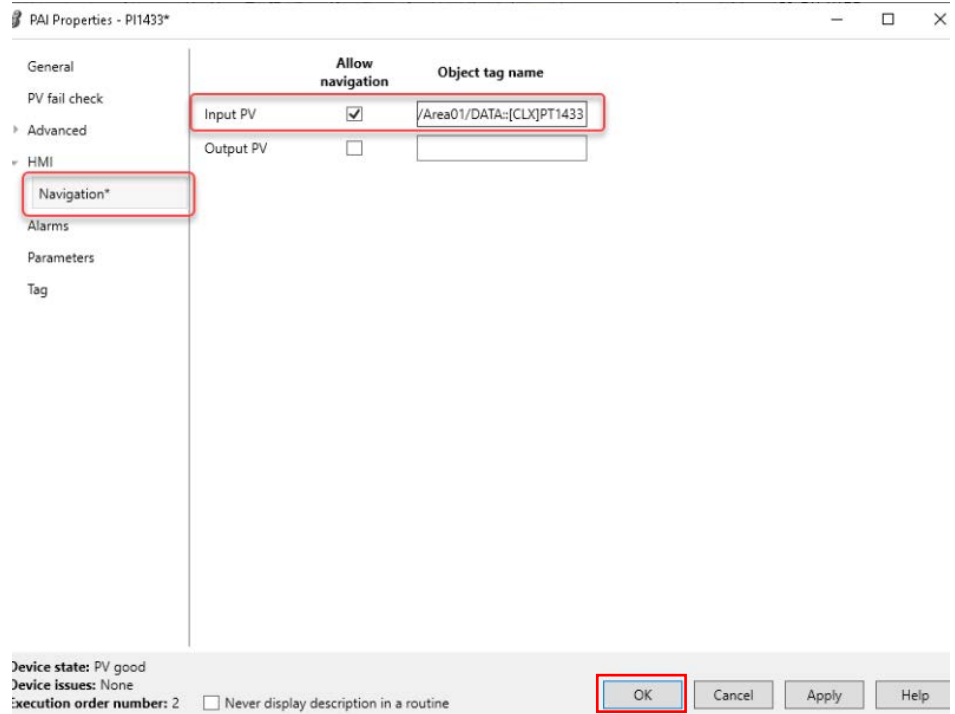 PAI Properties - PI1433*
General
PV fail check
Advanced
HMI
Navigation*
Alarms
Parameters
Tag
Allow navigation
Object tag name
Input PV
/Area01/DATA::[CLX]PT1433
Output PV
Device state: PV good
Device issues: None
Execution order number: 2
Never display description in a routine
OK
Cancel
Apply
Help